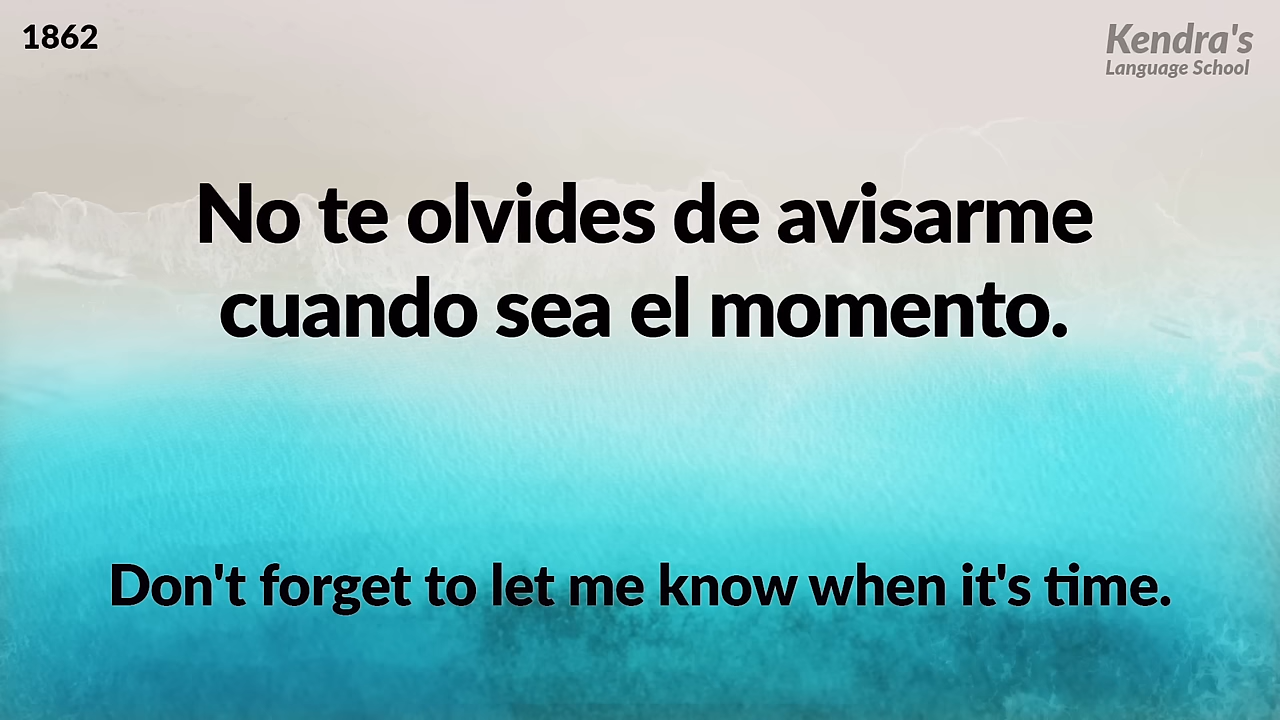 1862
Kendra's
Language School
No te olvides de avisarme
cuando sea el momento.
Don't forget to let me know when it's time.